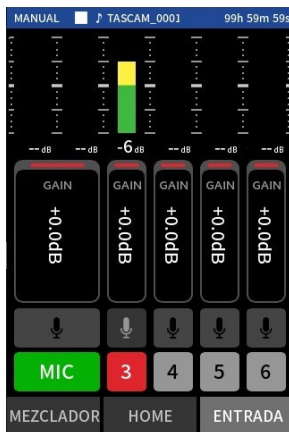 MANUAL ♪ TASCAM_0001 99h 59m 59s
--dB --dB -6dB --dB --dB --dB
GAIN GAIN GAIN GAIN GAIN
+0.0dB +0.0dB +0.0dB +0.0dB +0.0dB
MIC 3 4 5 6
MEZCLADOR HOME ENTRADA